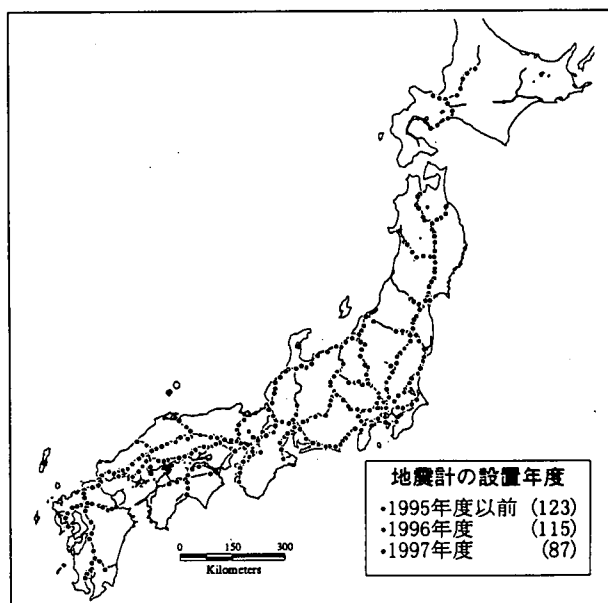 地震計の設置年度
・1995年度以前 (123)
・1996年度 (115)
・1997年度 (87)
0 150 300
Kilometers